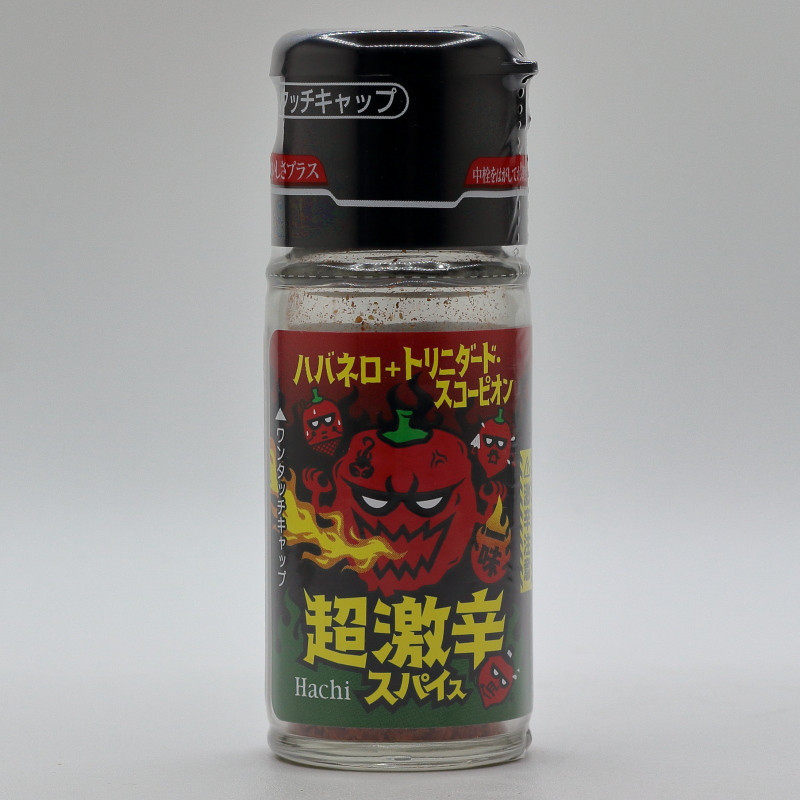 タッチキャップ
しさプラス
中栓をはがして
ハバネロ+トリニダード・
スコーピオン
▲ワンタッチキャップ
一味
超激辛
スパイス
Hachi